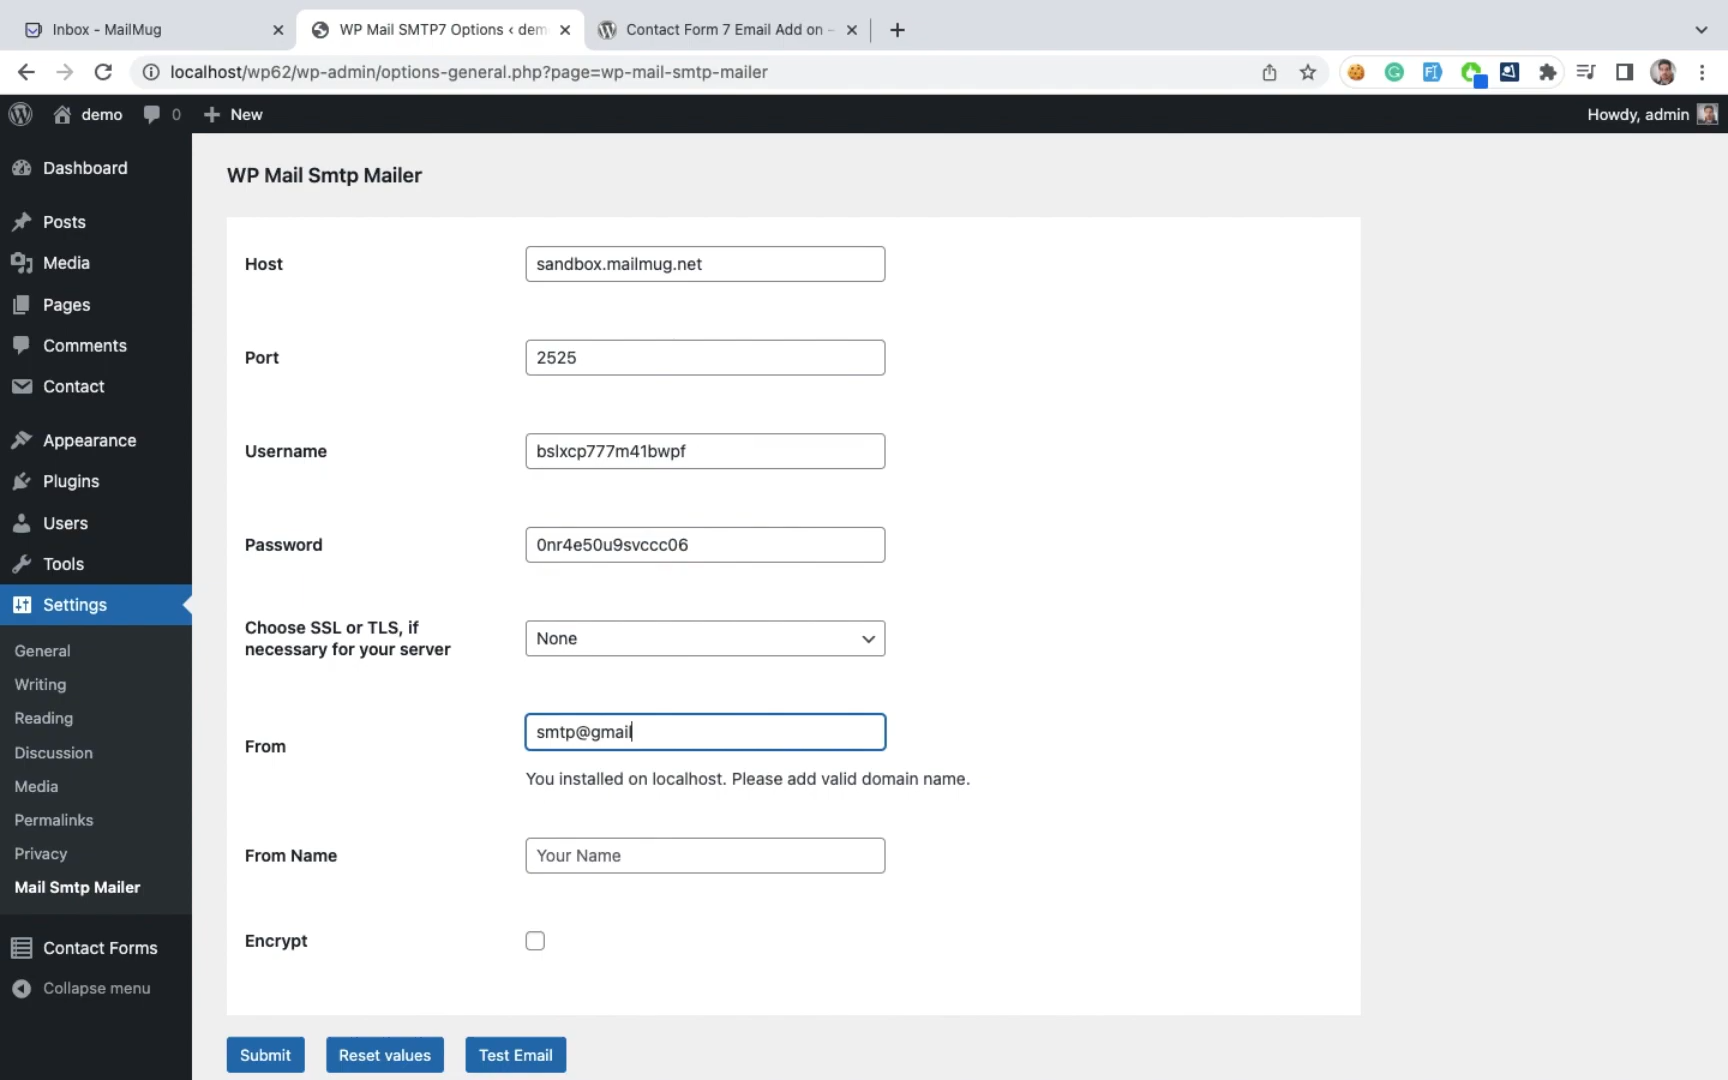 Inbox - MailMug
WP Mail SMTP7 Options ‹ dem
Contact Form 7 Email Add on -
localhost/wp62/wp-admin/options-general.php?page=wp-mail-smtp-mailer
demo
0
New
Howdy, admin
Dashboard
Posts
Media
Pages
Comments
Contact
Appearance
Plugins
Users
Tools
Settings
General
Writing
Reading
Discussion
Media
Permalinks
Privacy
Mail Smtp Mailer
Contact Forms
Collapse menu
WP Mail Smtp Mailer
Host
sandbox.mailmug.net
Port
2525
Username
bslxcp777m41bwpf
Password
0nr4e50u9svccc06
Choose SSL or TLS, if
necessary for your server
None
From
smtp@gmail
You installed on localhost. Please add valid domain name.
From Name
Your Name
Encrypt
Submit
Reset values
Test Email